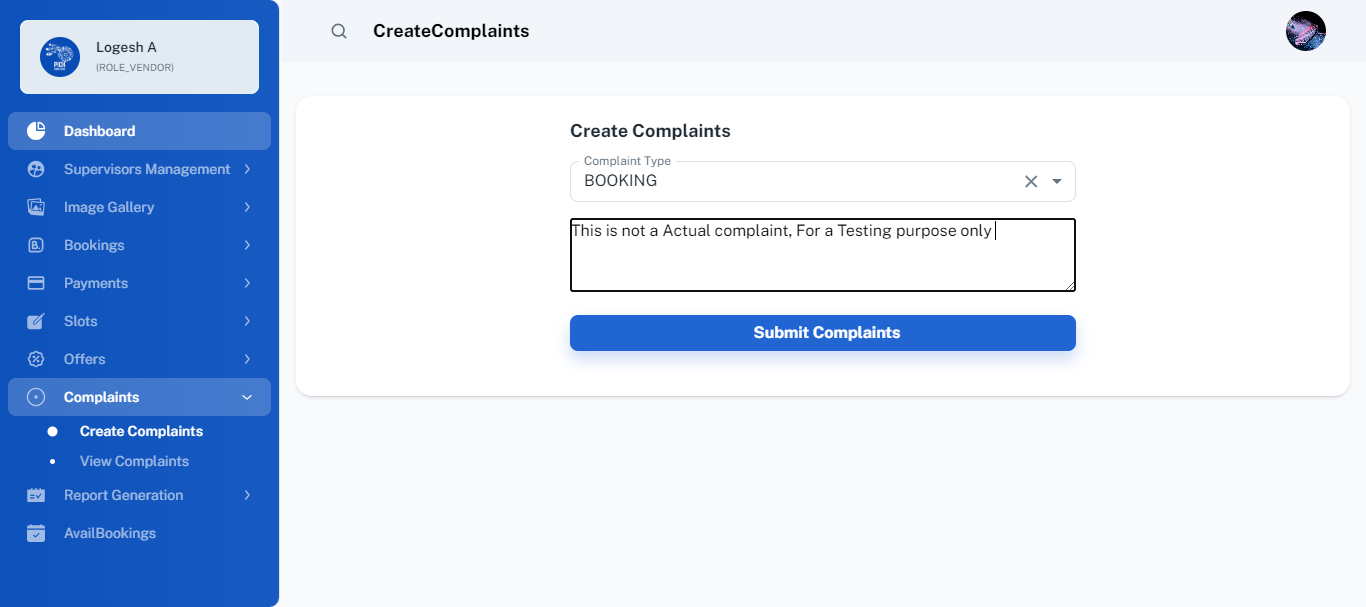 Logesh A
(ROLE_VENDOR)
Dashboard
Supervisors Management
Image Gallery
Bookings
Payments
Slots
Offers
Complaints
Create Complaints
View Complaints
Report Generation
AvailBookings
CreateComplaints
Create Complaints
Complaint Type
BOOKING
This is not a Actual complaint, For a Testing purpose only
Submit Complaints